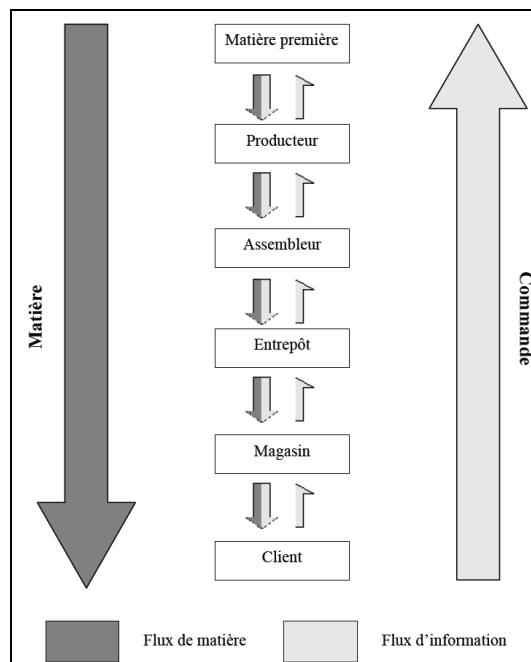 Matière première
Producteur
Matière
Assembleur
Commande
Entrepôt
Magasin
Client
Flux de matière
Flux d’information